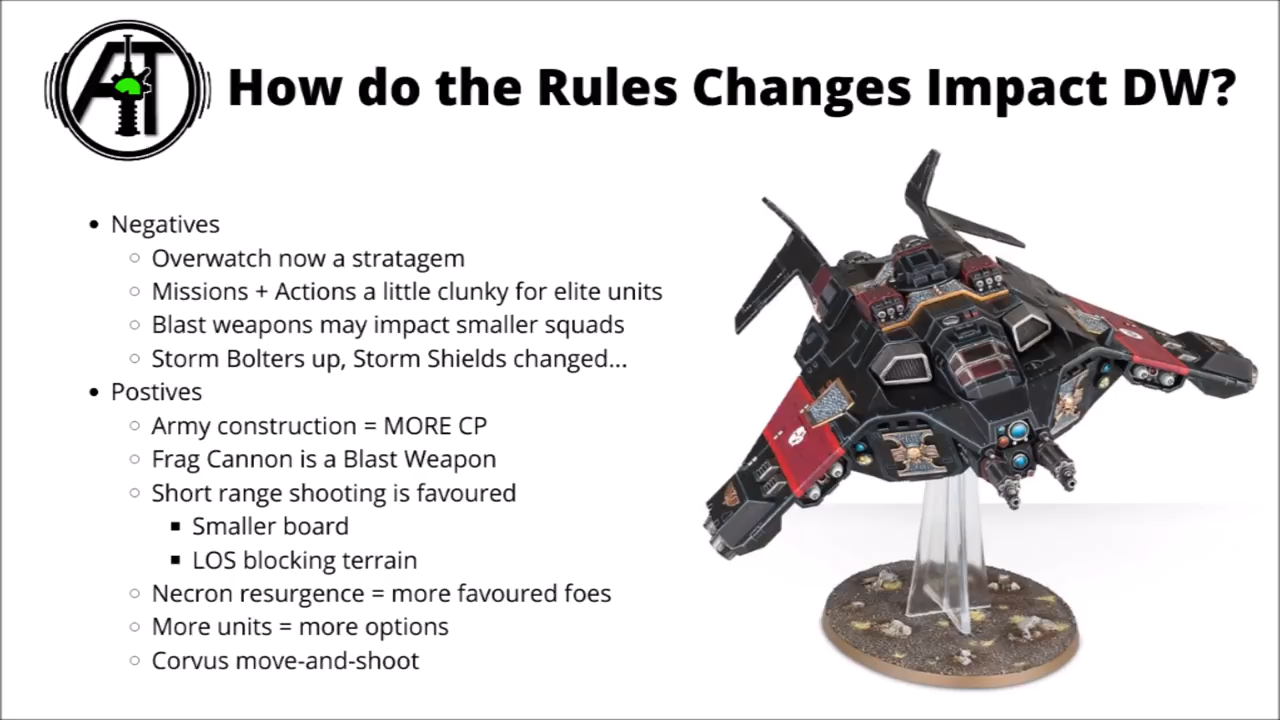 AT
How do the Rules Changes Impact DW?
• Negatives
○ Overwatch now a stratagem
○ Missions + Actions a little clunky for elite units
○ Blast weapons may impact smaller squads
○ Storm Bolters up, Storm Shields changed...
• Postives
○ Army construction = MORE CP
○ Frag Cannon is a Blast Weapon
○ Short range shooting is favoured
▪ Smaller board
▪ LOS blocking terrain
○ Necron resurgence = more favoured foes
○ More units = more options
○ Corvus move-and-shoot